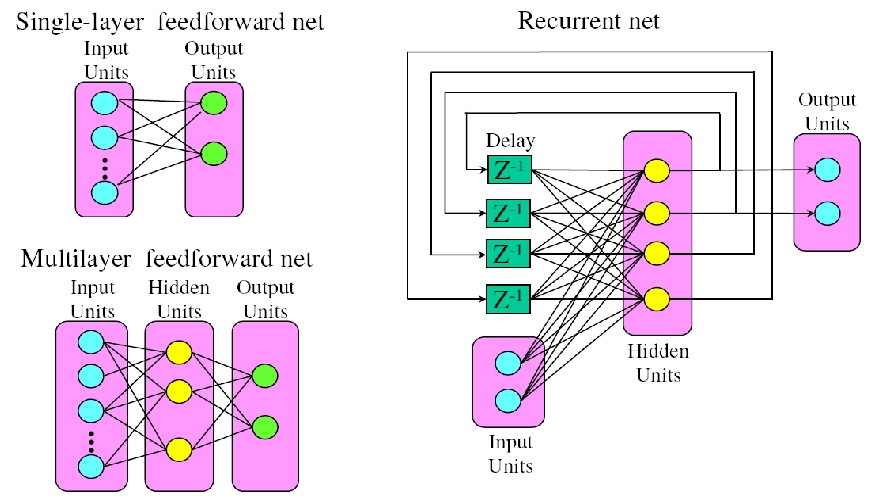 Single-layer feedforward net
Input
Units
Output
Units
Multilayer feedforward net
Input
Units
Hidden
Units
Output
Units
Recurrent net
Delay
Z-1
Z-1
Z-1
Z-1
Output
Units
Hidden
Units
Input
Units